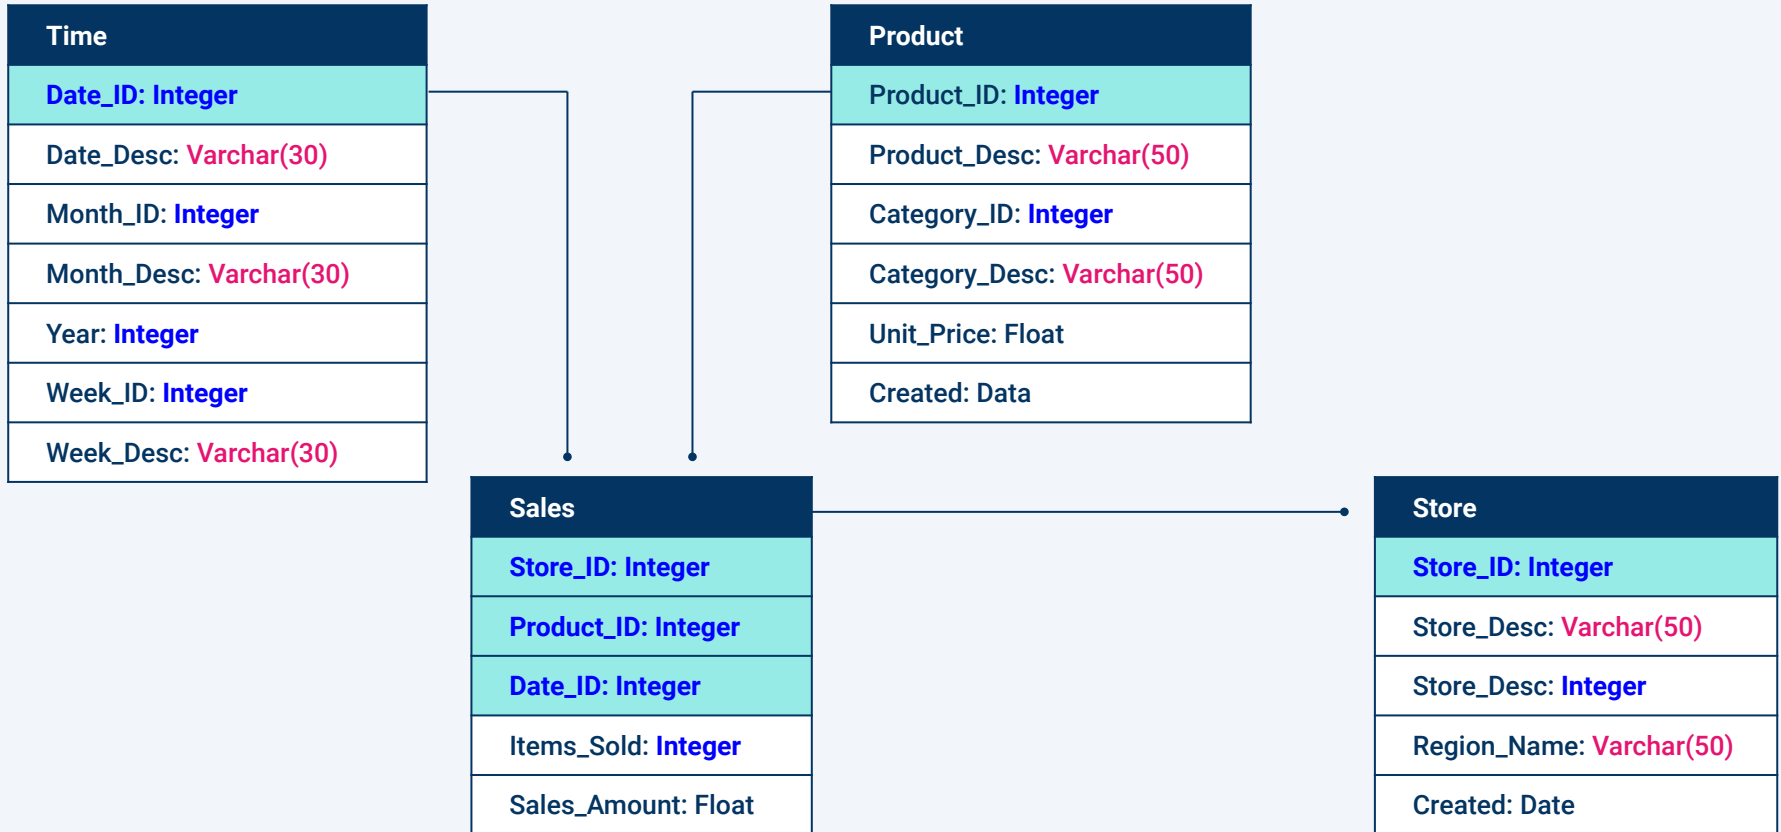 Time
Date_ID: Integer
Date_Desc: Varchar(30)
Month_ID: Integer
Month_Desc: Varchar(30)
Year: Integer
Week_ID: Integer
Week_Desc: Varchar(30)
Product
Product_ID: Integer
Product_Desc: Varchar(50)
Category_ID: Integer
Category_Desc: Varchar(50)
Unit_Price: Float
Created: Data
Sales
Store_ID: Integer
Product_ID: Integer
Date_ID: Integer
Items_Sold: Integer
Sales_Amount: Float
Store
Store_ID: Integer
Store_Desc: Varchar(50)
Store_Desc: Integer
Region_Name: Varchar(50)
Created: Date